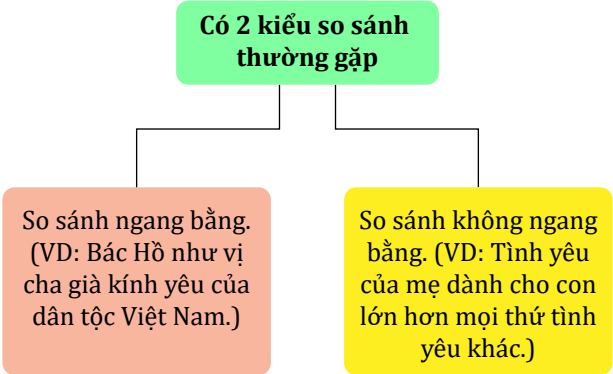 Có 2 kiểu so sánh
thường gặp
So sánh ngang bằng.
(VD: Bác Hồ như vị
cha già kính yêu của
dân tộc Việt Nam.)
So sánh không ngang
bằng. (VD: Tình yêu
của mẹ dành cho con
lớn hơn mọi thứ tình
yêu khác.)